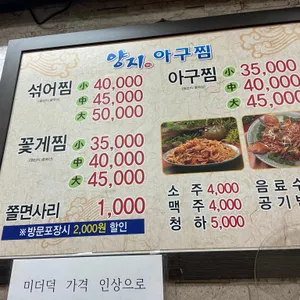 양지 아구찜
섞어찜 小 40,000
中 45,000
大 50,000
꽃게찜 小 35,000
中 40,000
大 45,000
쫄면사리 1,000
※방문포장시 2,000원 할인
아구찜 小 35,000
中 40,000
大 45,000
소 주 4,000
맥 주 4,000
청 하 5,000
음료수
공기
미더덕 가격 인상으로